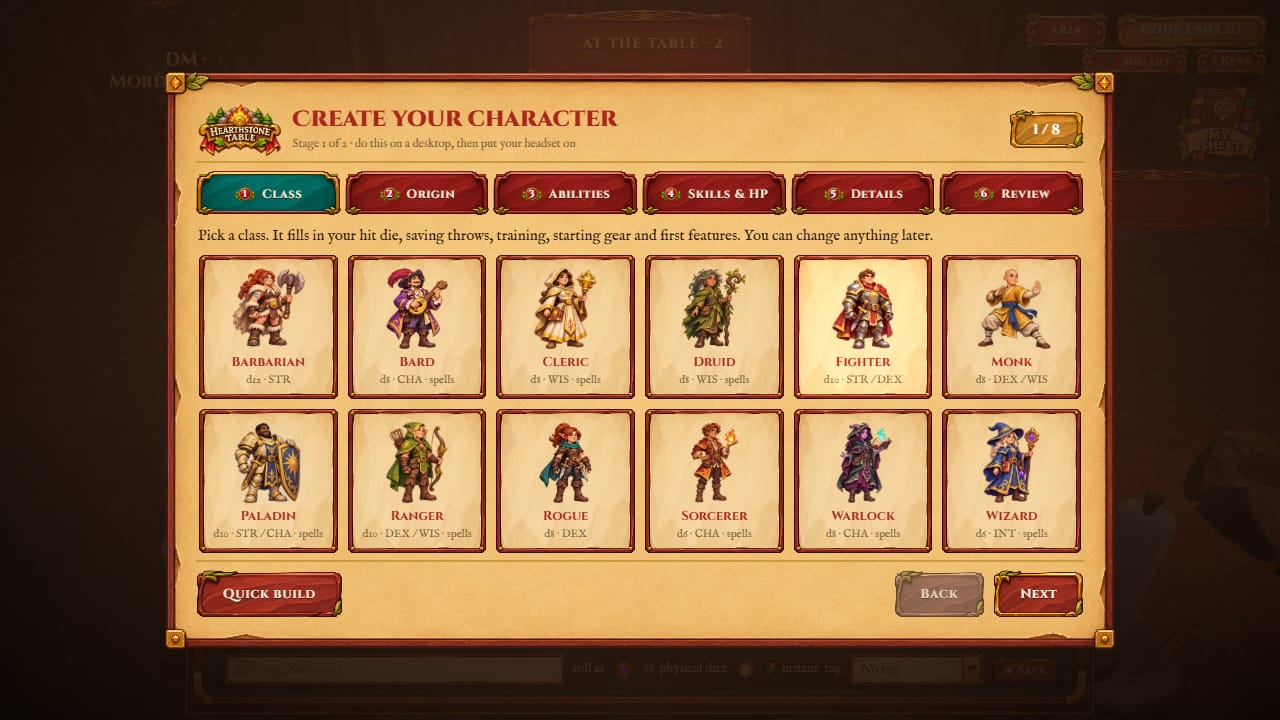 AT THE TABLE · 2
ARIA
CODE
DM ·
MORD
MIC OFF
MY SHEET
HEARTHSTONE TABLE
CREATE YOUR CHARACTER
Stage 1 of 2 · do this on a desktop, then put your headset on
1 / 8
1 CLASS
2 ORIGIN
3 ABILITIES
4 SKILLS & HP
5 DETAILS
6 REVIEW
Pick a class. It fills in your hit die, saving throws, training, starting gear and first features. You can change anything later.
BARBARIAN
d12 · STR
BARD
d8 · CHA · spells
CLERIC
d8 · WIS · spells
DRUID
d8 · WIS · spells
FIGHTER
d10 · STR / DEX
MONK
d8 · DEX / WIS
PALADIN
d10 · STR / CHA · spells
RANGER
d10 · DEX / WIS · spells
ROGUE
d8 · DEX
SORCERER
d6 · CHA · spells
WARLOCK
d8 · CHA · spells
WIZARD
d6 · INT · spells
QUICK BUILD
BACK
NEXT
roll as
physical dice
instant
tag
No tag
★ SAVE